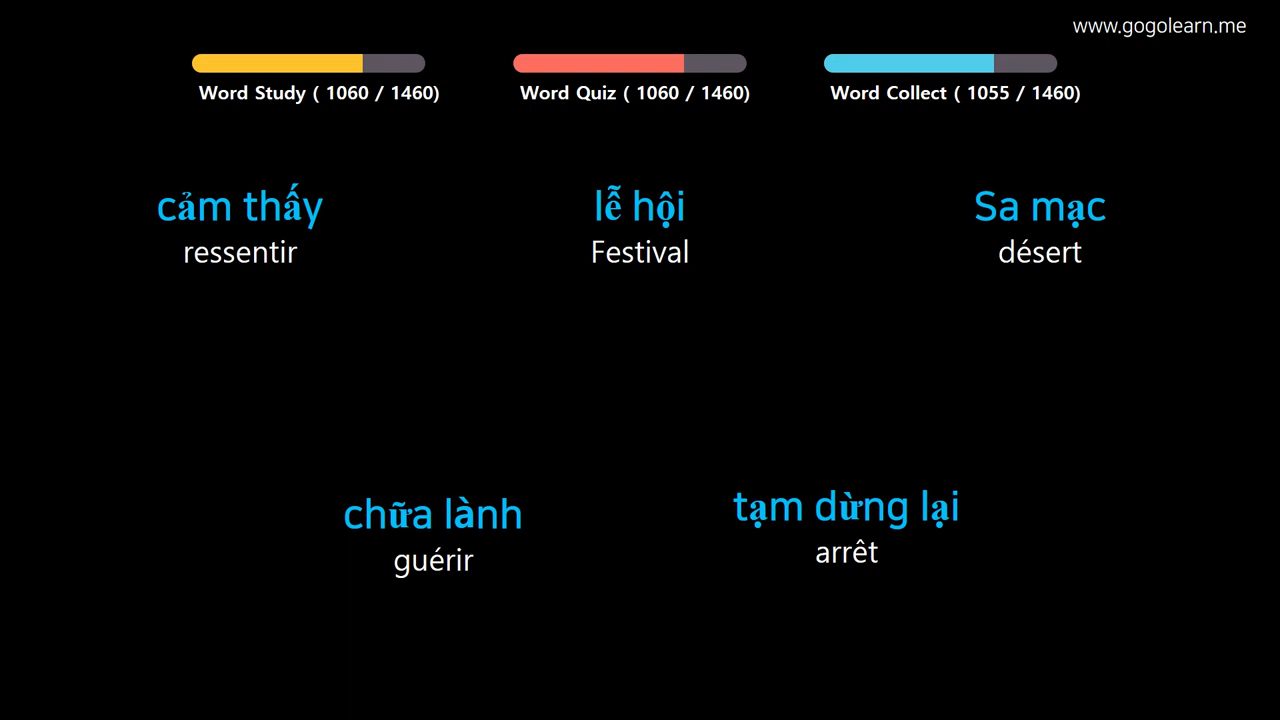 www.gogolearn.me
Word Study ( 1060 / 1460)
Word Quiz ( 1060 / 1460)
Word Collect ( 1055 / 1460)
cảm thấy
ressentir
lễ hội
Festival
Sa mạc
désert
chữa lành
guérir
tạm dừng lại
arrêt